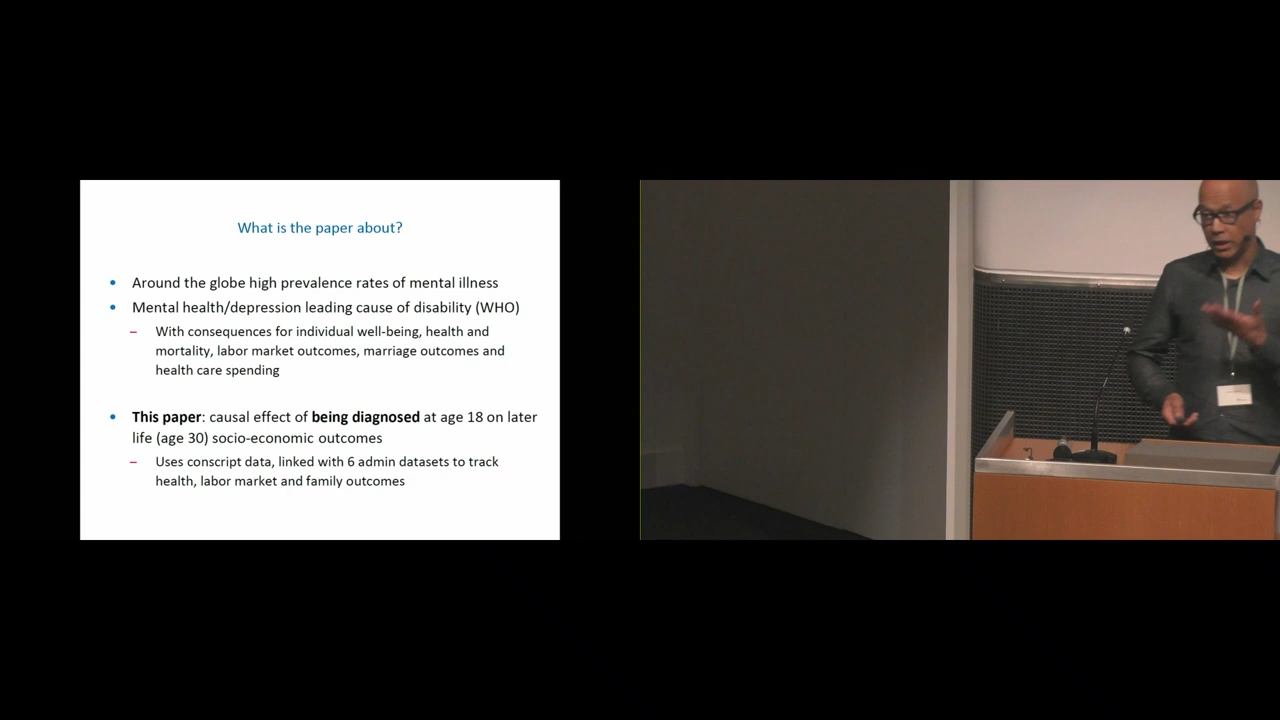 What is the paper about?
• Around the globe high prevalence rates of mental illness
• Mental health/depression leading cause of disability (WHO)
– With consequences for individual well-being, health and
mortality, labor market outcomes, marriage outcomes and
health care spending
• This paper: causal effect of being diagnosed at age 18 on later
life (age 30) socio-economic outcomes
– Uses conscript data, linked with 6 admin datasets to track
health, labor market and family outcomes